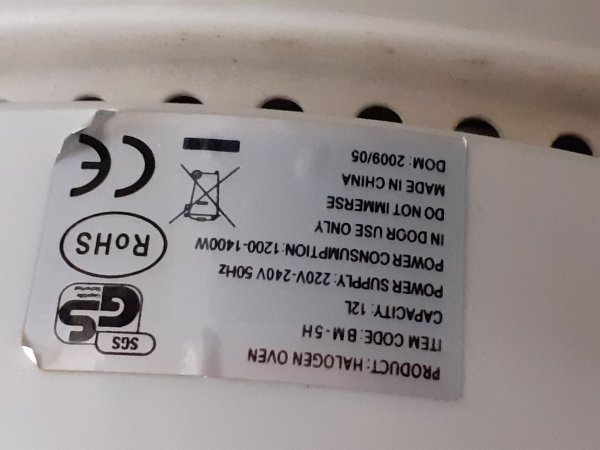 PRODUCT: HALOGEN OVEN
ITEM CODE: BM-5H
CAPACITY: 12L
POWER SUPPLY: 220V-240V 50Hz
POWER CONSUMPTION: 1200-1400W
IN DOOR USE ONLY
DO NOT IMMERSE
MADE IN CHINA
DOM: 2009/05
SGS
GS
RoHS
CE